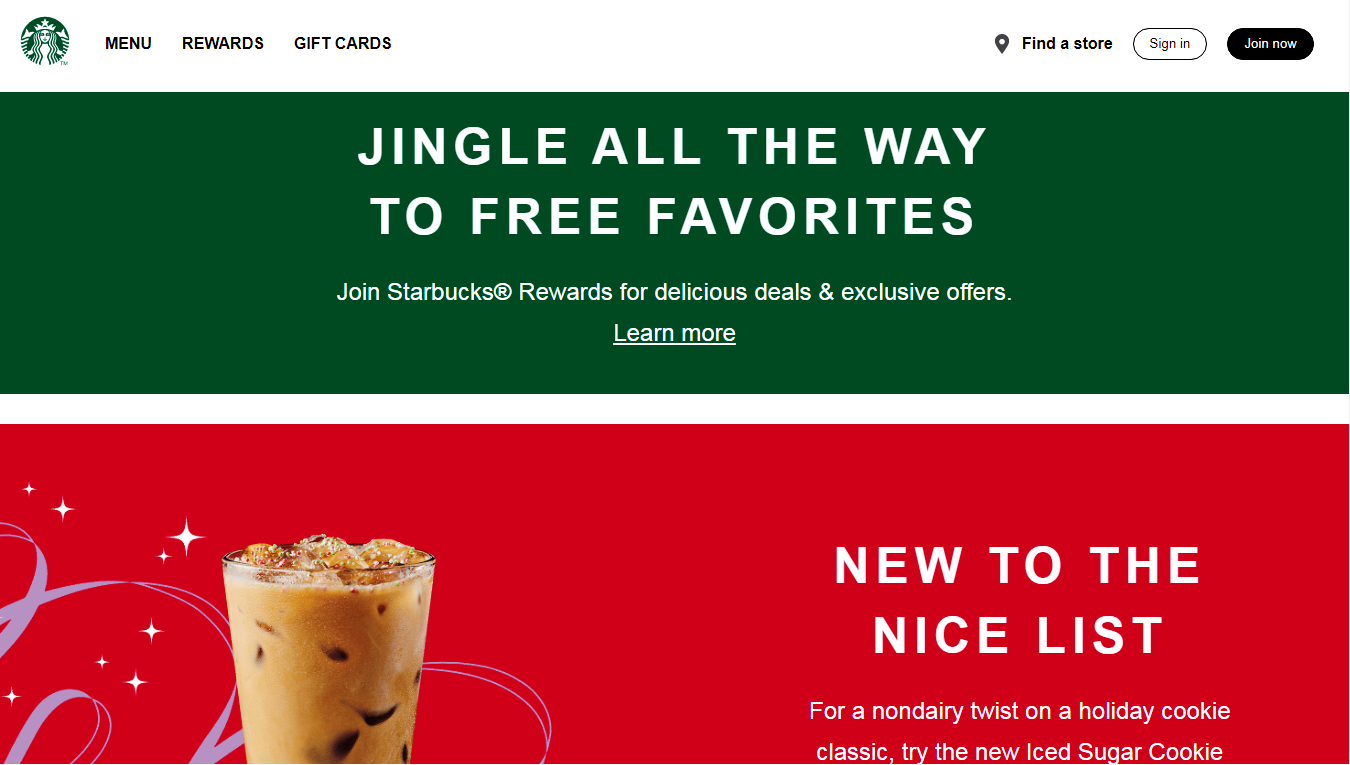 MENU REWARDS GIFT CARDS Find a store Sign in Join now
TM
JINGLE ALL THE WAY
TO FREE FAVORITES
Join Starbucks® Rewards for delicious deals & exclusive offers.
Learn more
NEW TO THE
NICE LIST
For a nondairy twist on a holiday cookie
classic, try the new Iced Sugar Cookie